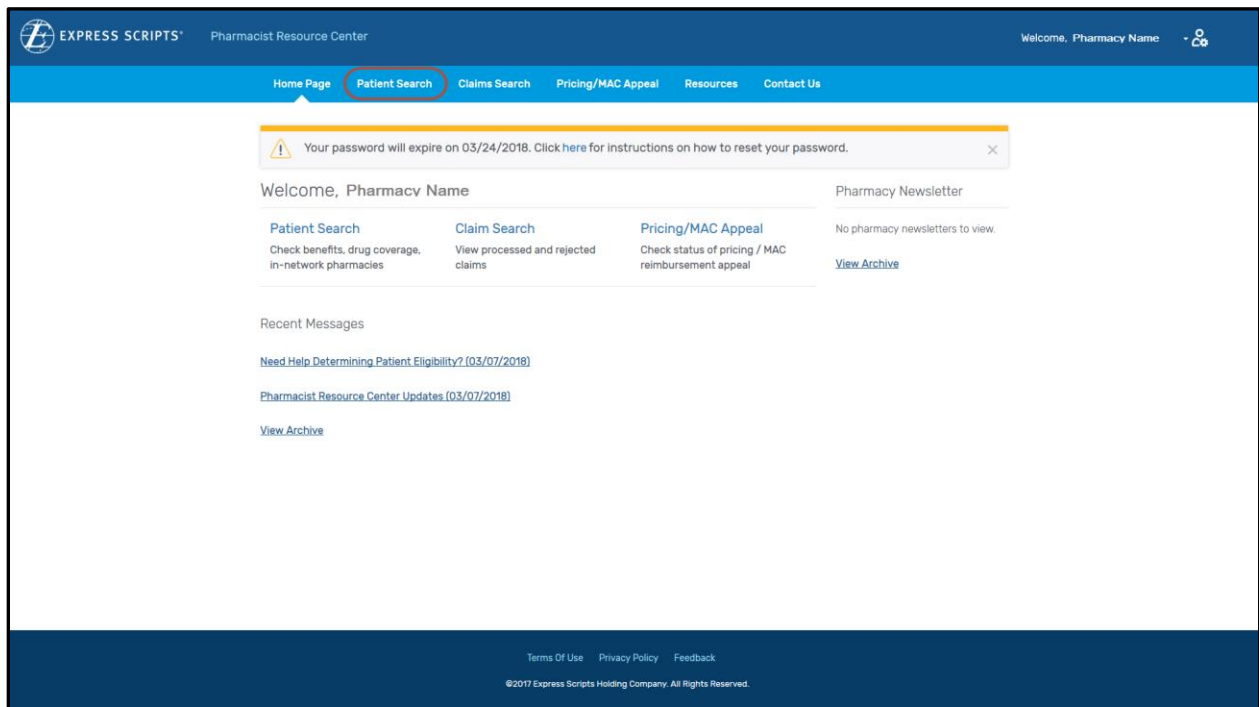 EXPRESS SCRIPTS® Pharmacist Resource Center Welcome, Pharmacy Name
Home Page Patient Search Claims Search Pricing/MAC Appeal Resources Contact Us
Your password will expire on 03/24/2018. Click here for instructions on how to reset your password.
Welcome, Pharmacy Name
Pharmacy Newsletter
Patient Search
Check benefits, drug coverage,
in-network pharmacies
Claim Search
View processed and rejected
claims
Pricing/MAC Appeal
Check status of pricing / MAC
reimbursement appeal
No pharmacy newsletters to view.
View Archive
Recent Messages
Need Help Determining Patient Eligibility? (03/07/2018)
Pharmacist Resource Center Updates (03/07/2018)
View Archive
Terms Of Use Privacy Policy Feedback
©2017 Express Scripts Holding Company. All Rights Reserved.